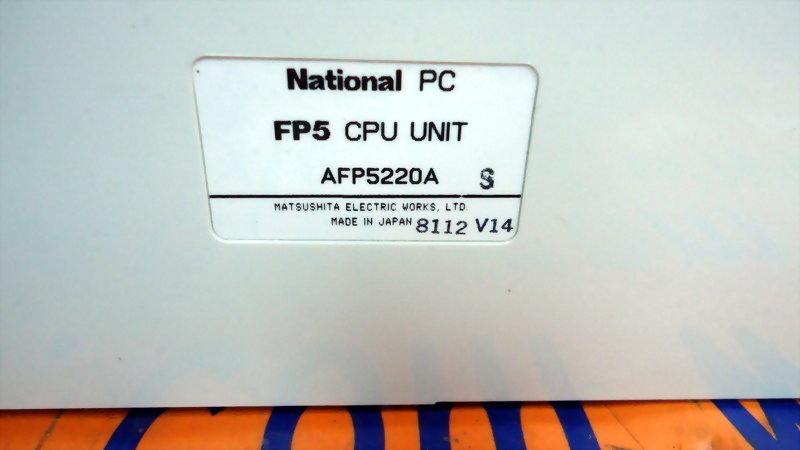 National PC
FP5 CPU UNIT
AFP5220A S
MATSUSHITA ELECTRIC WORKS, LTD.
MADE IN JAPAN 8112 V14